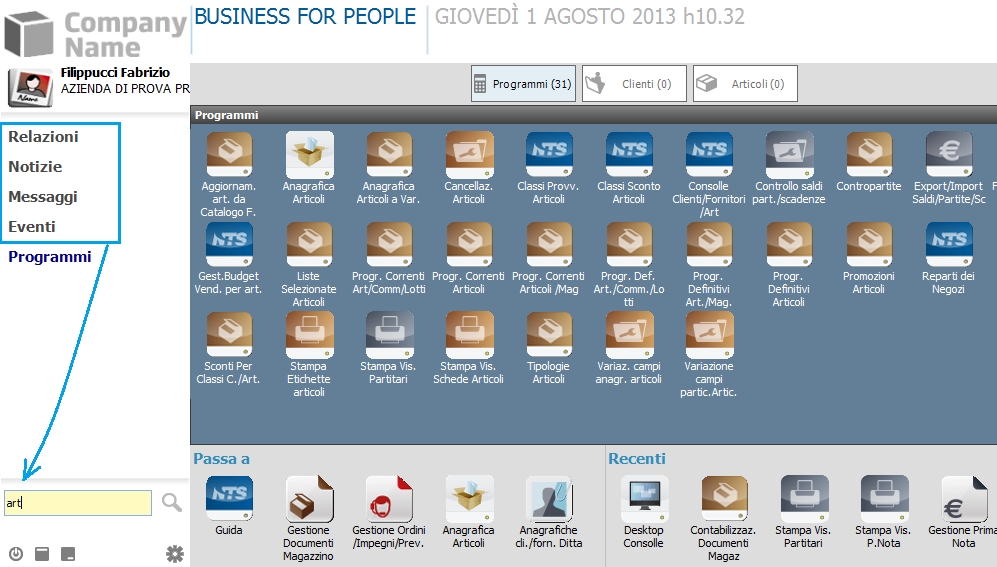 Company
Name
BUSINESS FOR PEOPLE
GIOVEDÌ 1 AGOSTO 2013 h10.32
Name
Filippucci Fabrizio
AZIENDA DI PROVA PR
Programmi (31)
Clienti (0)
Articoli (0)
Relazioni
Notizie
Messaggi
Eventi
Programmi
Programmi
Aggiornam.
art. da
Catalogo F.
Anagrafica
Articoli
Anagrafica
Articoli a Var.
Cancellaz.
Articoli
NTS
Classi Provv.
Articoli
NTS
Classi Sconto
Articoli
NTS
Consolle
Clienti/Fornitori
/Art
Controllo saldi
part./scadenze
Contropartite
€
Export/Import
Saldi/Partite/Sc
F
NTS
Gest.Budget
Vend. per art.
Liste
Selezionate
Articoli
Progr. Correnti
Art/Comm/Lotti
Progr. Correnti
Articoli
Progr. Correnti
Articoli /Mag
Progr. Def.
Art./Comm./Lo
tti
Progr.
Definitivi
Art./Mag.
Progr.
Definitivi
Articoli
Promozioni
Articoli
NTS
Reparti dei
Negozi
Sconti Per
Classi C./Art.
Stampa
Etichette
articoli
Stampa Vis.
Partitari
Stampa Vis.
Schede Articoli
Tipologie
Articoli
Variaz. campi
anagr. articoli
Variazione
campi
partic.Artic.
art
Passa a
NTS
Guida
Gestione
Documenti
Magazzino
Gestione Ordini
/Impegni/Prev.
Anagrafica
Articoli
Anagrafiche
cli./forn. Ditta
Recenti
Desktop
Consolle
Contabilizzaz.
Documenti
Magaz
Stampa Vis.
Partitari
Stampa Vis.
P.Nota
€
Gestione Prima
Nota